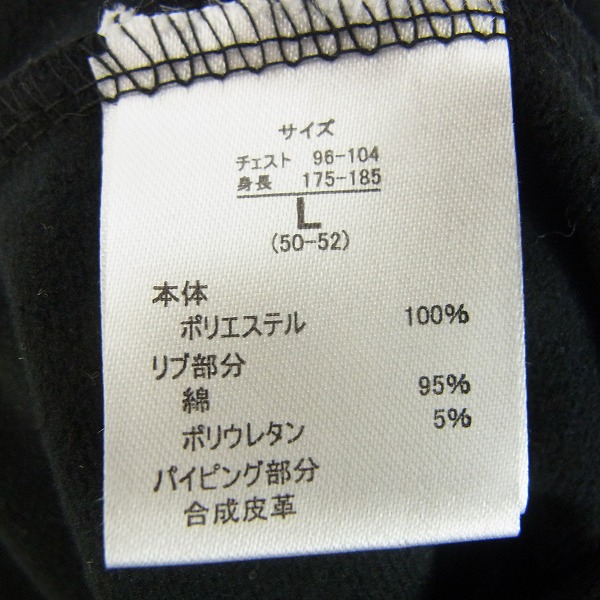 サイズ
チェスト 96-104
身長 175-185
L
(50-52)
本体
ポリエステル 100%
リブ部分
綿 95%
ポリウレタン 5%
パイピング部分
合成皮革